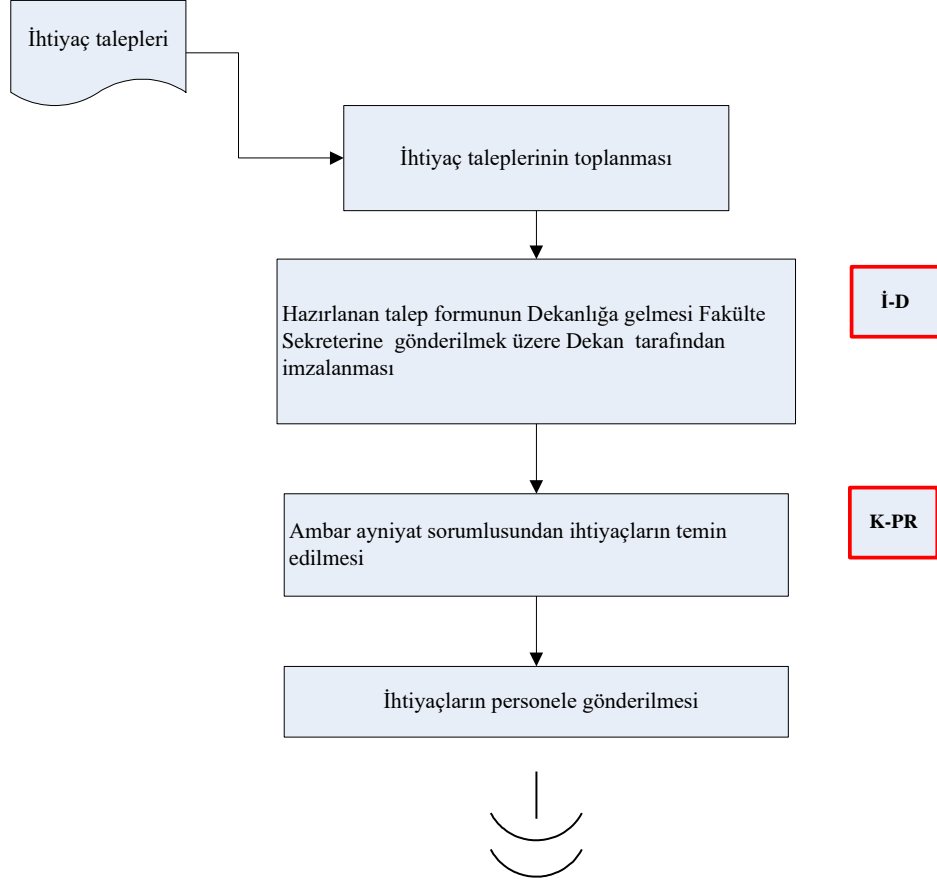 İhtiyaç talepleri
İhtiyaç taleplerinin toplanması
Hazırlanan talep formunun Dekanlığa gelmesi Fakülte
Sekreterine gönderilmek üzere Dekan tarafından
imzalanması
İ-D
Ambar ayniyat sorumlusundan ihtiyaçların temin
edilmesi
K-PR
İhtiyaçların personele gönderilmesi